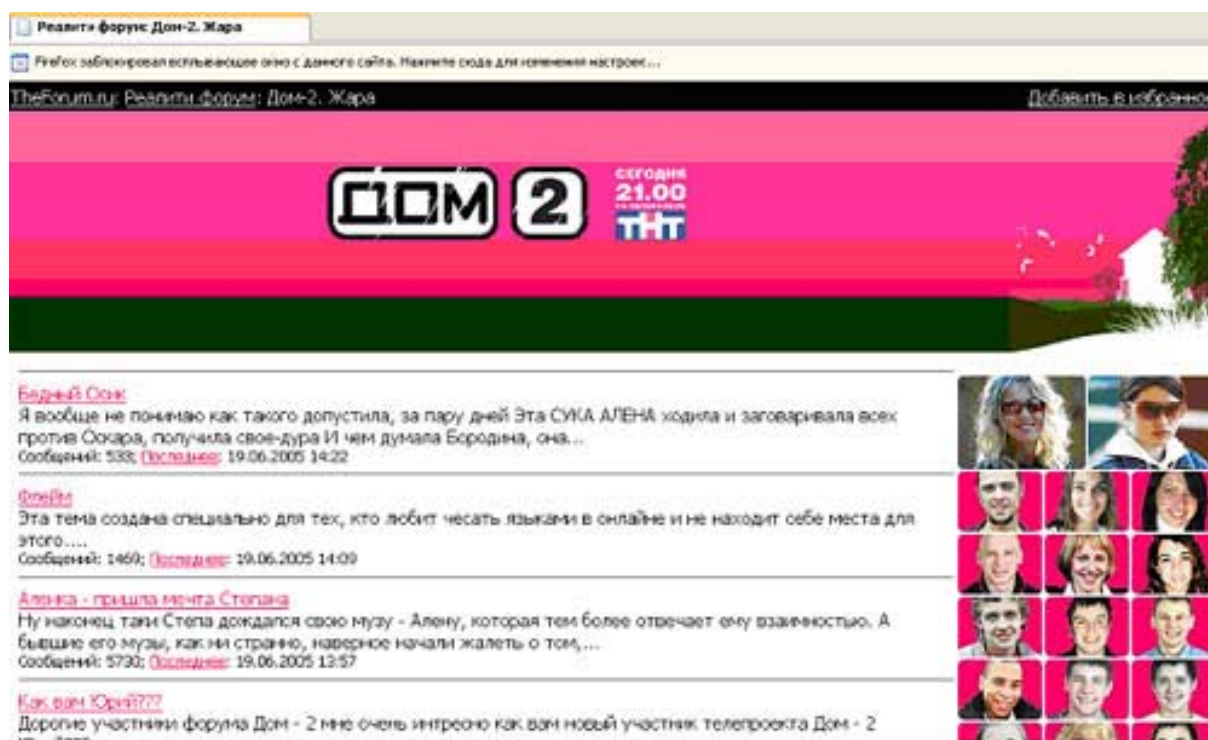 Реалити форум: Дом-2. Жара
Firefox заблокировал всплывающее окно с данного сайта. Нажмите сюда для изменения настроек...
TheForum.ru: Реалити форум: Дом-2. Жара
Добавить в избранное
ДОМ 2
СЕГОДНЯ
21.00
ТНТ
Бедный Осик
Я вообще не понимаю как такого допустила, за пару дней Эта СУКА АЛЕНА ходила и заговаривала всех
против Оскара, получила свое-дура И чем думала Бородина, она...
Сообщений: 533; Последнее: 19.06.2005 14:22
Флейм
Эта тема создана специально для тех, кто любит чесать языками в онлайне и не находит себе места для
этого....
Сообщений: 1469; Последнее: 19.06.2005 14:09
Аленка - пришла мечта Степана
Ну наконец таки Степа дождался свою музу - Алену, которая тем более отвечает ему взаимностью. А
бывшие его музы, как ни странно, наверное начали жалеть о том,...
Сообщений: 5730; Последнее: 19.06.2005 13:57
Как вам Юрий???
Дорогие участники форума Дом - 2 мне очень интресно как вам новый участник телепроекта Дом - 2